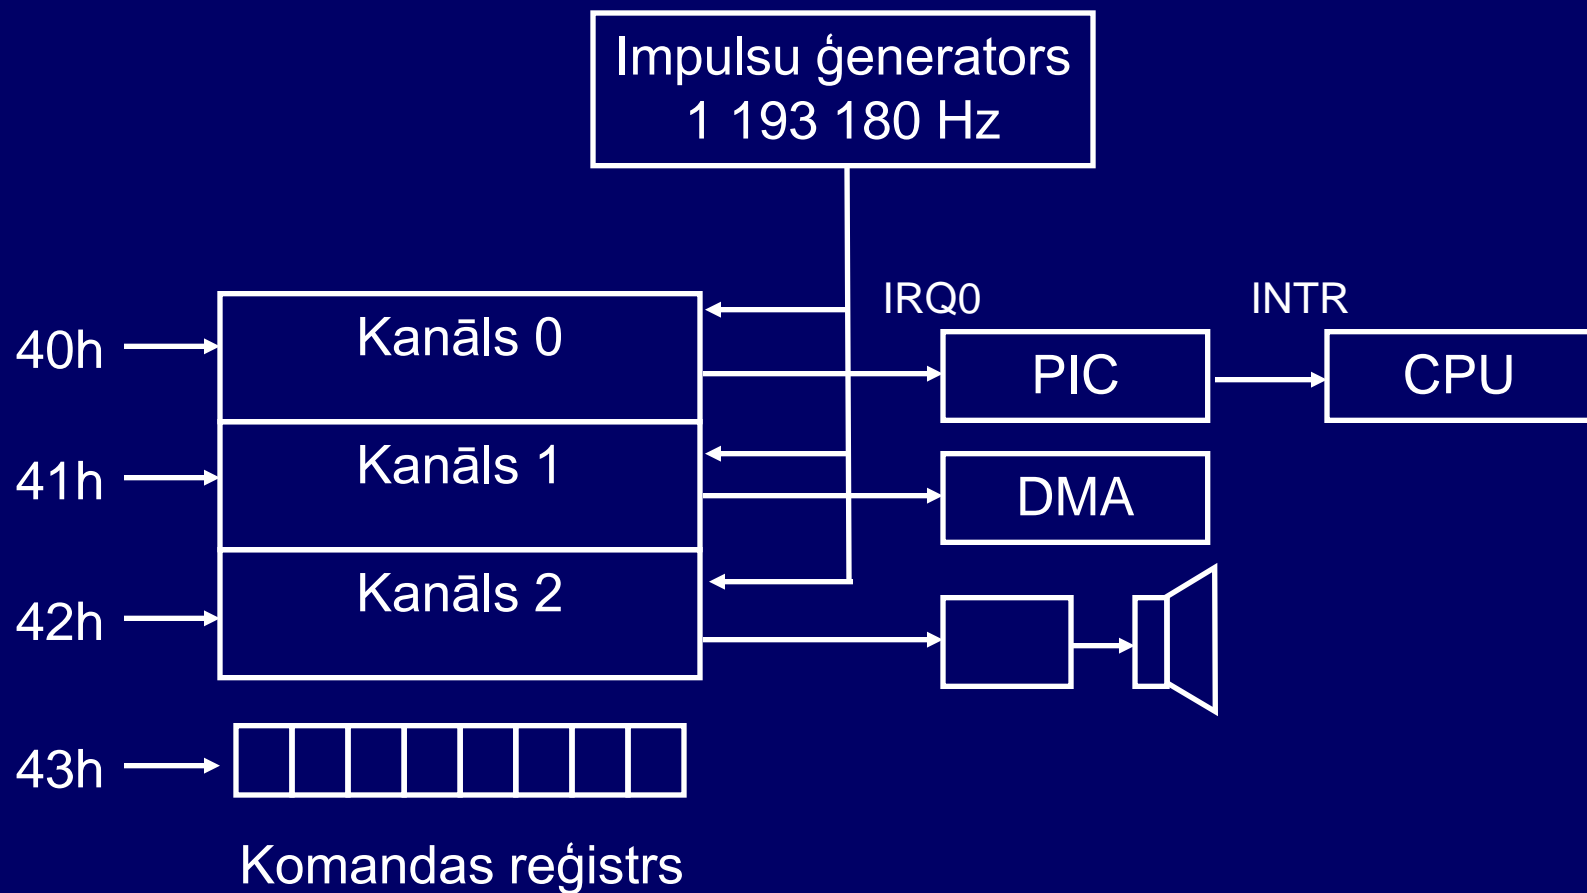 Impulsu ģenerators
1 193 180 Hz
IRQ0
INTR
40h
Kanāls 0
PIC
CPU
41h
Kanāls 1
DMA
42h
Kanāls 2
43h
Komandas reģistrs